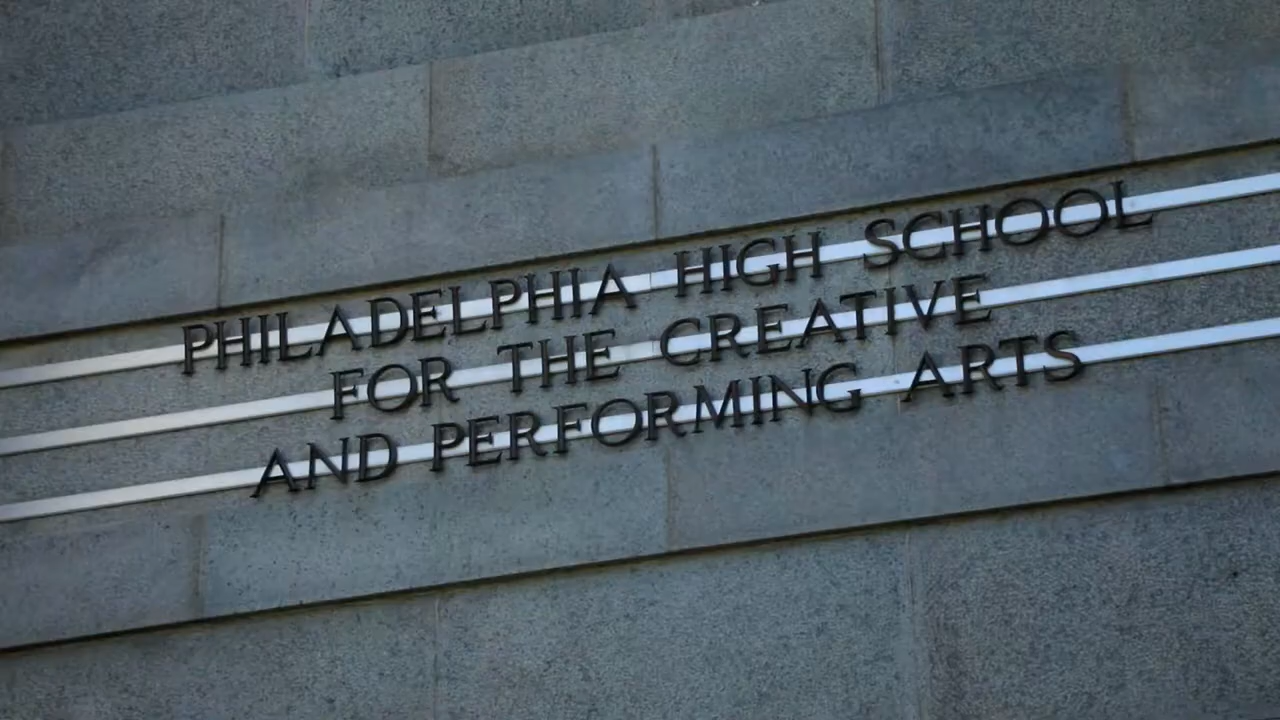 PHILADELPHIA HIGH SCHOOL
FOR THE CREATIVE
AND PERFORMING ARTS